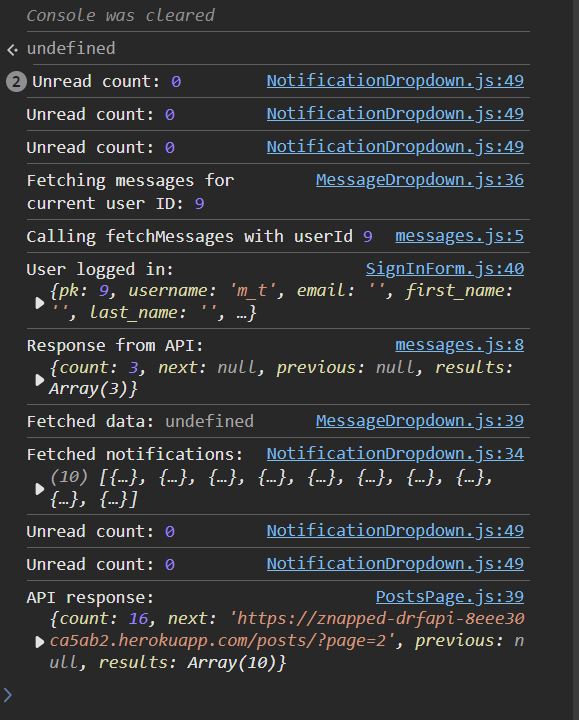 Console was cleared
undefined
2 Unread count: 0 NotificationDropdown.js:49
Unread count: 0 NotificationDropdown.js:49
Unread count: 0 NotificationDropdown.js:49
Fetching messages for MessageDropdown.js:36
current user ID: 9
Calling fetchMessages with userId 9 messages.js:5
User logged in: SignInForm.js:40
{pk: 9, username: 'm_t', email: '', first_name:
'', last_name: '', …}
Response from API: messages.js:8
{count: 3, next: null, previous: null, results:
Array(3)}
Fetched data: undefined MessageDropdown.js:39
Fetched notifications: NotificationDropdown.js:34
(10) [{…}, {…}, {…}, {…}, {…}, {…}, {…}, {…},
{…}, {…}]
Unread count: 0 NotificationDropdown.js:49
Unread count: 0 NotificationDropdown.js:49
API response: PostsPage.js:39
{count: 16, next: 'https://znapped-drfapi-8eee30
ca5ab2.herokuapp.com/posts/?page=2', previous: n
ull, results: Array(10)}